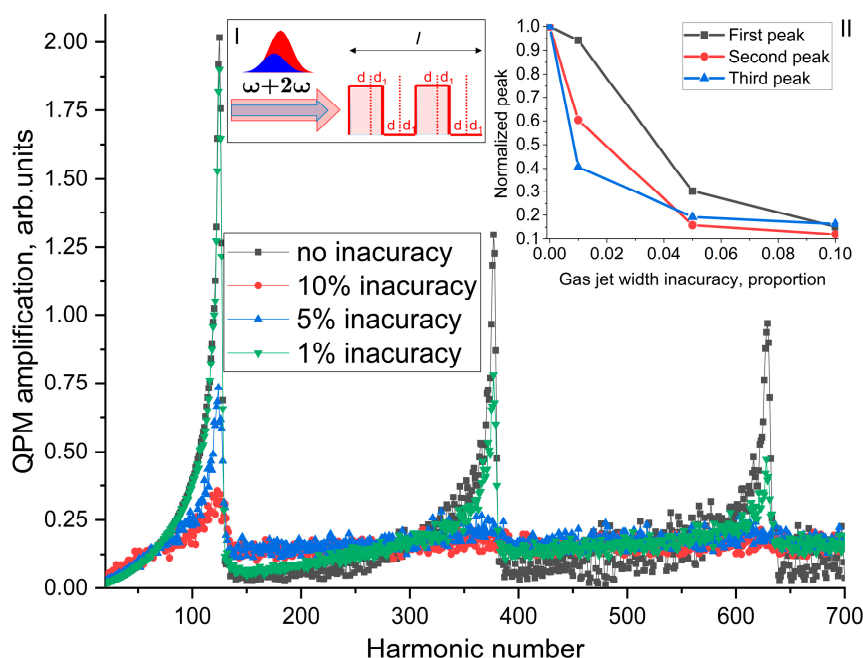 2.00
1.75
1.50
1.25
1.00
0.75
0.50
0.25
0.00
QPM amplification, arb.units
100 200 300 400 500 600 700
Harmonic number
I
ω+2ω
l
d d1 d d1
d d1 d d1
no inacuracy
10% inacuracy
5% inacuracy
1% inacuracy
II
First peak
Second peak
Third peak
1.0
0.9
0.8
0.7
0.6
0.5
0.4
0.3
0.2
0.1
Normalized peak
0.00 0.02 0.04 0.06 0.08 0.10
Gas jet width inacuracy, proportion